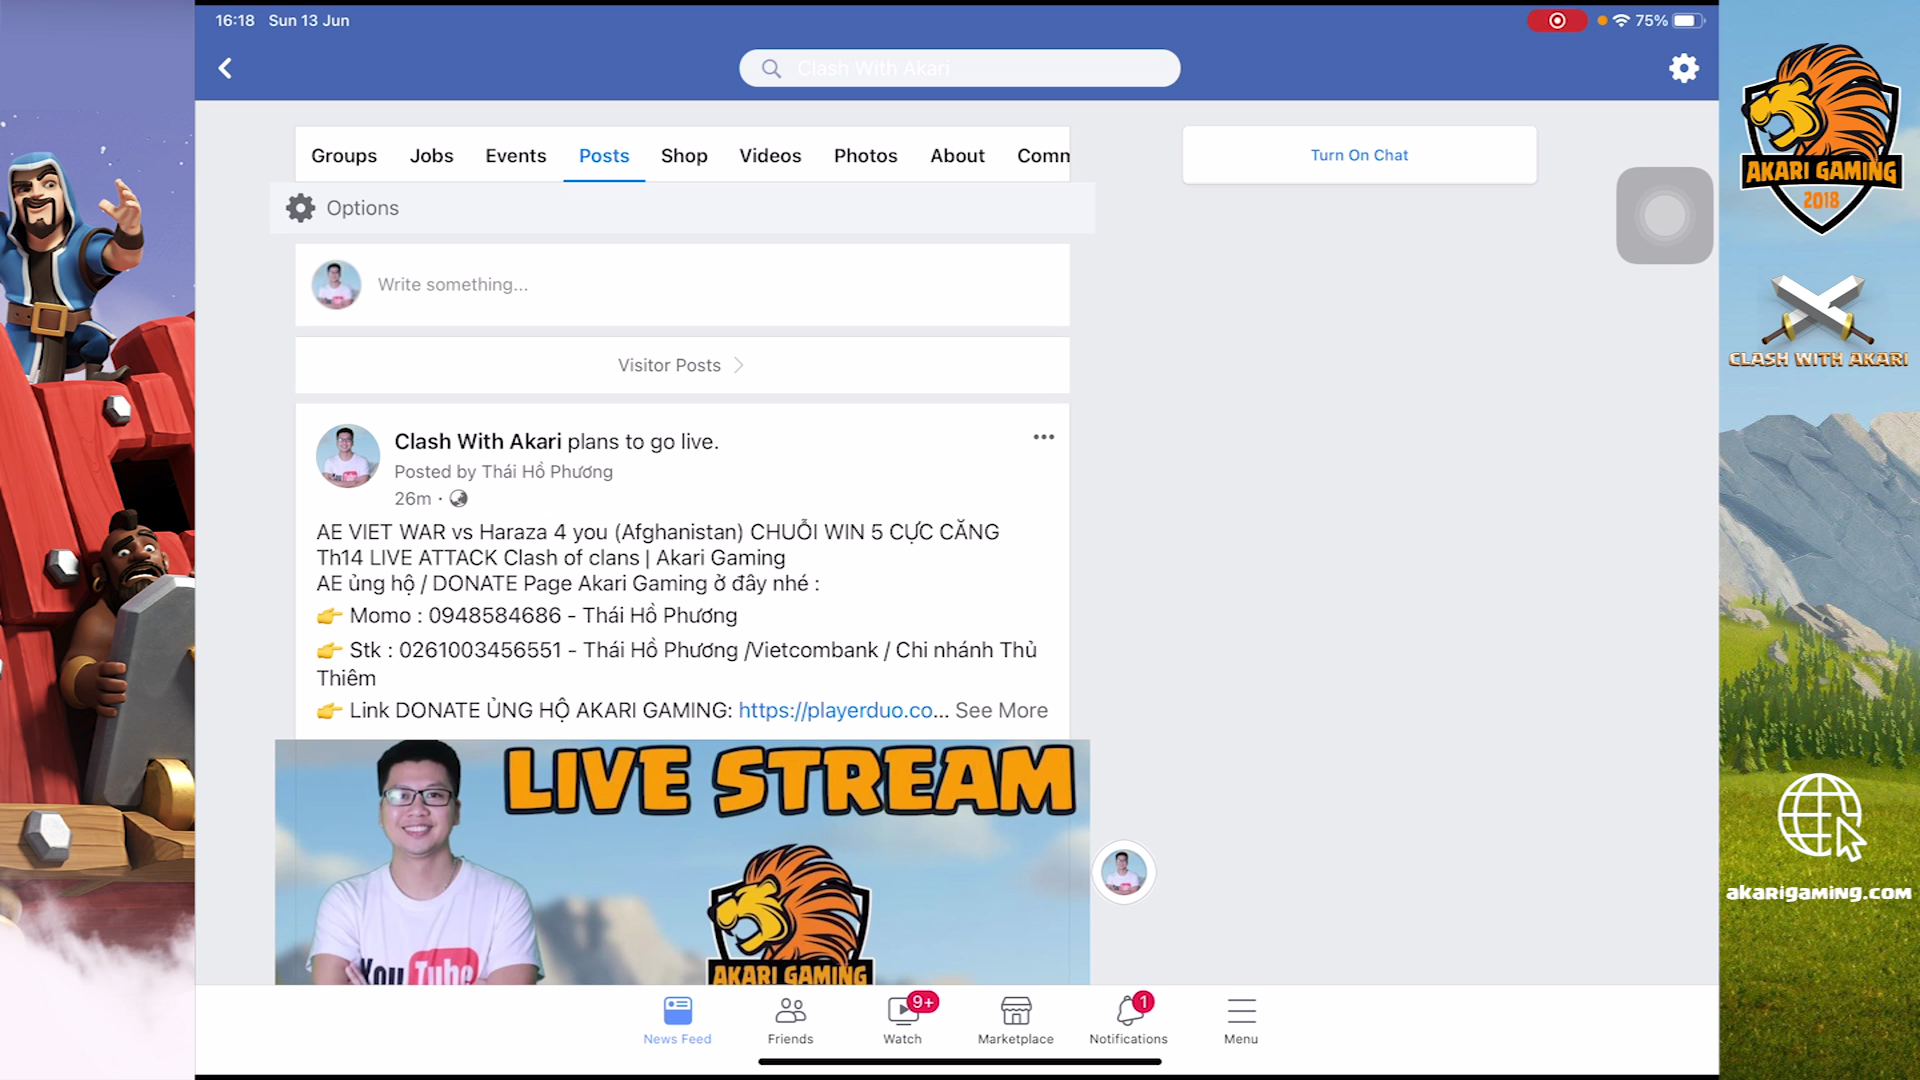 16:18 Sun 13 Jun
75%
Clash With Akari
Groups Jobs Events Posts Shop Videos Photos About Comm
Turn On Chat
Options
Write something...
Visitor Posts
Clash With Akari plans to go live.
Posted by Thái Hồ Phương
26m ·
AE VIET WAR vs Haraza 4 you (Afghanistan) CHUỖI WIN 5 CỰC CĂNG
Th14 LIVE ATTACK Clash of clans | Akari Gaming
AE ủng hộ / DONATE Page Akari Gaming ở đây nhé :
👉 Momo : 0948584686 - Thái Hồ Phương
👉 Stk : 0261003456551 - Thái Hồ Phương /Vietcombank / Chi nhánh Thủ
Thiêm
👉 Link DONATE ỦNG HỘ AKARI GAMING: https://playerduo.co... See More
LIVE STREAM
You Tube
AKARI GAMING
9+
1
News Feed Friends Watch Marketplace Notifications Menu
AKARI GAMING
2018
CLASH WITH AKARI
akarigaming.com